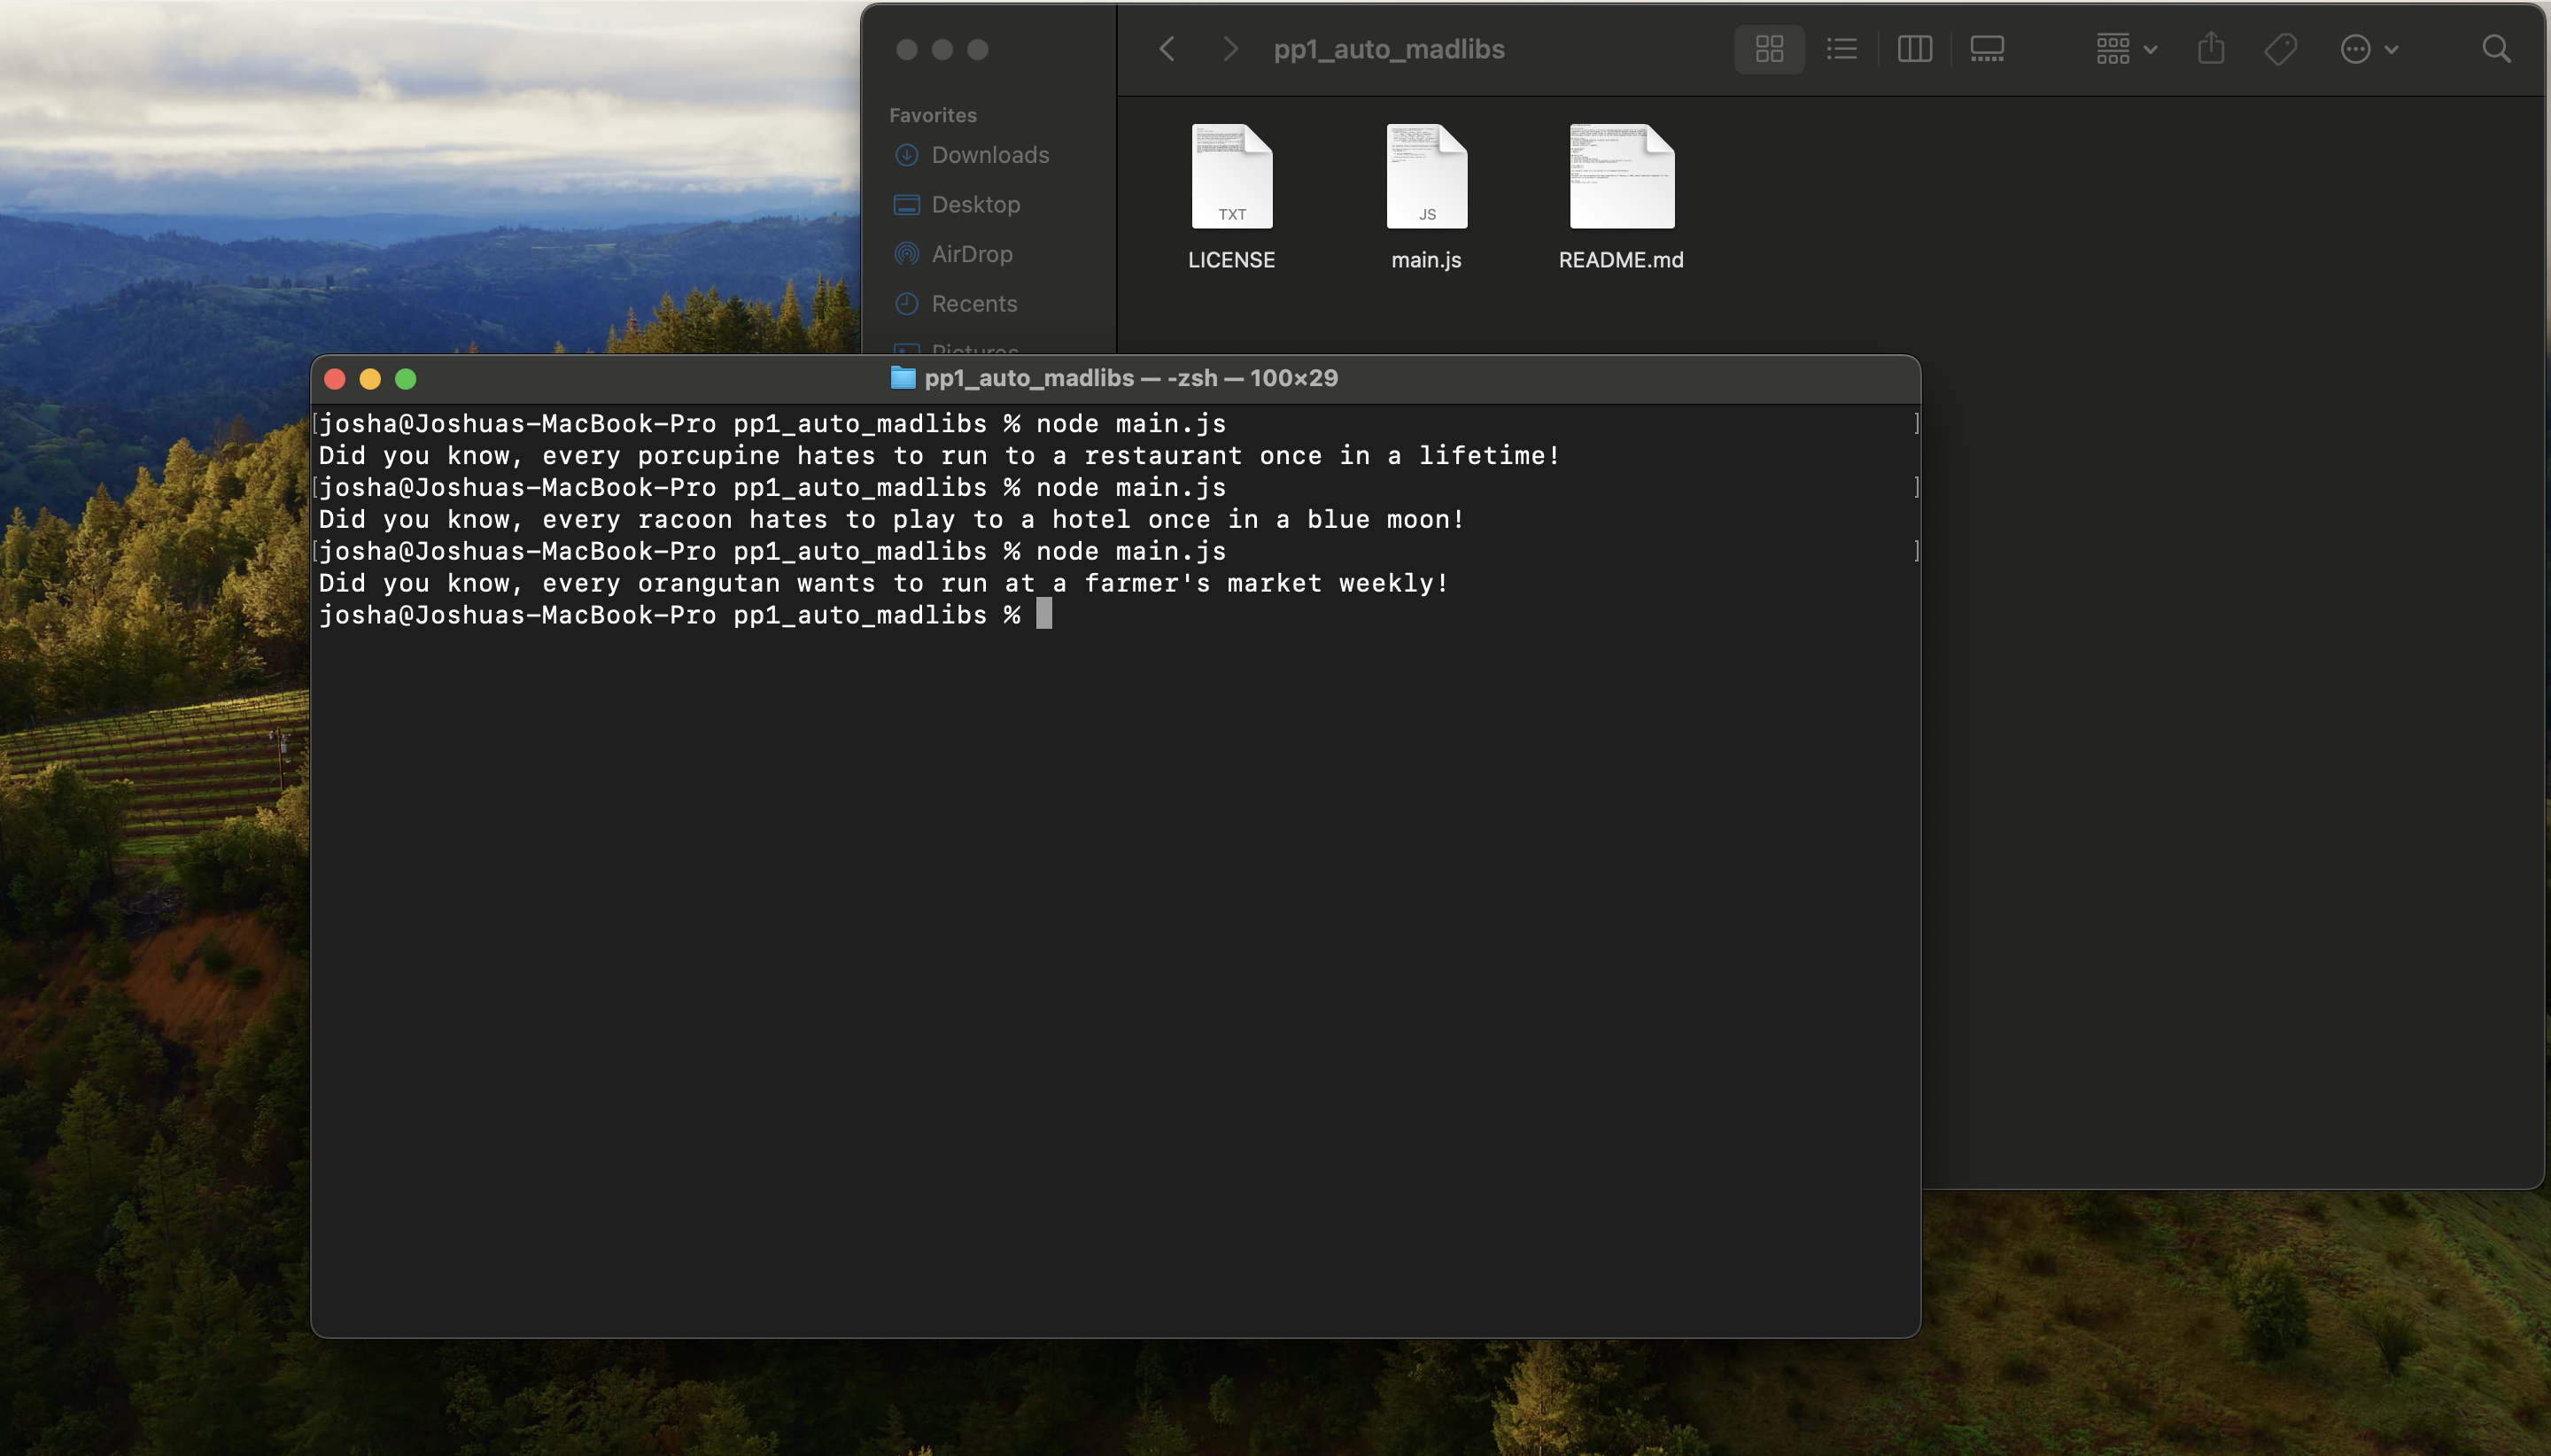 pp1_auto_madlibs
Favorites
Downloads
Desktop
AirDrop
Recents
Pictures
TXT
JS
LICENSE
main.js
README.md
pp1_auto_madlibs — -zsh — 100×29
[josha@Joshuas-MacBook-Pro pp1_auto_madlibs % node main.js ]
Did you know, every porcupine hates to run to a restaurant once in a lifetime!
[josha@Joshuas-MacBook-Pro pp1_auto_madlibs % node main.js ]
Did you know, every racoon hates to play to a hotel once in a blue moon!
[josha@Joshuas-MacBook-Pro pp1_auto_madlibs % node main.js ]
Did you know, every orangutan wants to run at a farmer's market weekly!
josha@Joshuas-MacBook-Pro pp1_auto_madlibs %